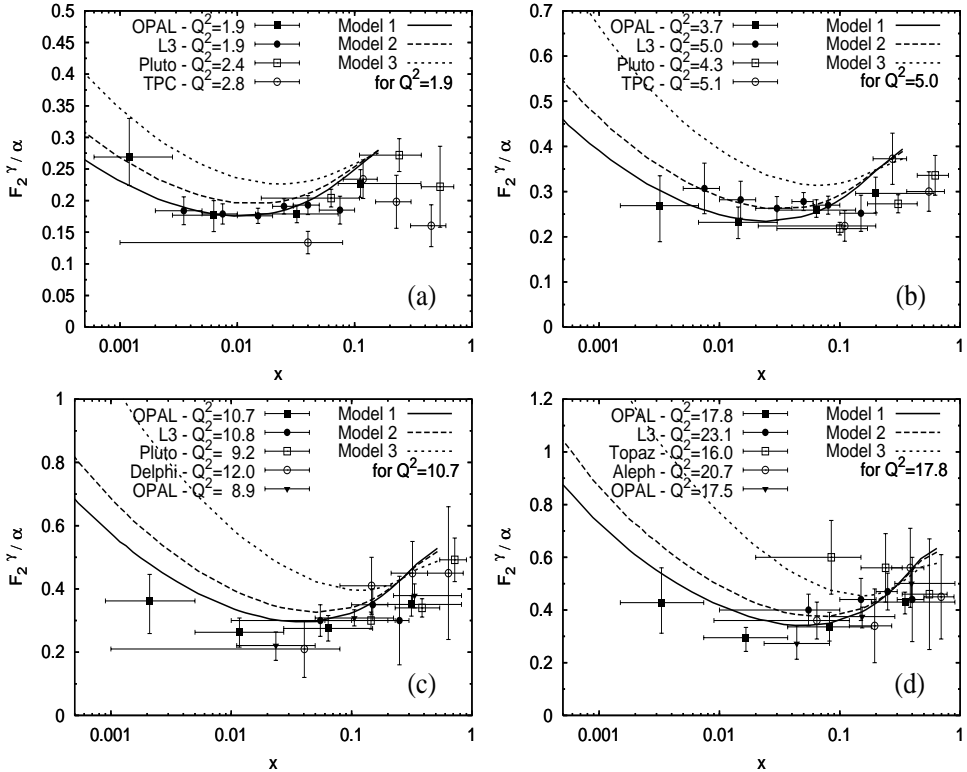 0.5
0.45
0.4
0.35
0.3
0.25
0.2
0.15
0.1
0.05
0
F₂^γ / α
OPAL - Q²=1.9
L3 - Q²=1.9
Pluto - Q²=2.4
TPC - Q²=2.8
Model 1
Model 2
Model 3
for Q²=1.9
(a)
0.001 0.01 0.1 1
x
0.7
0.6
0.5
0.4
0.3
0.2
0.1
0
F₂^γ / α
OPAL - Q²=3.7
L3 - Q²=5.0
Pluto - Q²=4.3
TPC - Q²=5.1
Model 1
Model 2
Model 3
for Q²=5.0
(b)
0.001 0.01 0.1 1
x
1
0.8
0.6
0.4
0.2
0
F₂^γ / α
OPAL - Q²=10.7
L3 - Q²=10.8
Pluto - Q²= 9.2
Delphi - Q²=12.0
OPAL - Q²= 8.9
Model 1
Model 2
Model 3
for Q²=10.7
(c)
0.001 0.01 0.1 1
x
1.2
1
0.8
0.6
0.4
0.2
0
F₂^γ / α
OPAL - Q²=17.8
L3 - Q²=23.1
Topaz - Q²=16.0
Aleph - Q²=20.7
OPAL - Q²=17.5
Model 1
Model 2
Model 3
for Q²=17.8
(d)
0.001 0.01 0.1 1
x